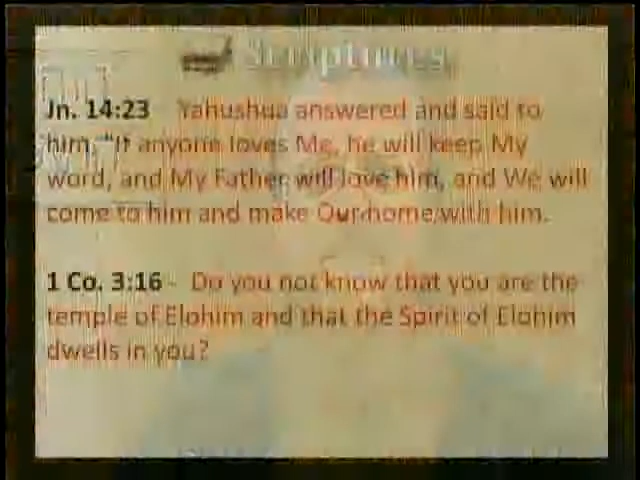 Scriptures
Jn. 14:23 Yahushua answered and said to
him, "If anyone loves Me, he will keep My
word, and My Father will love him, and We will
come to him and make Our home with him.
1 Co. 3:16 - Do you not know that you are the
temple of Elohim and that the Spirit of Elohim
dwells in you?